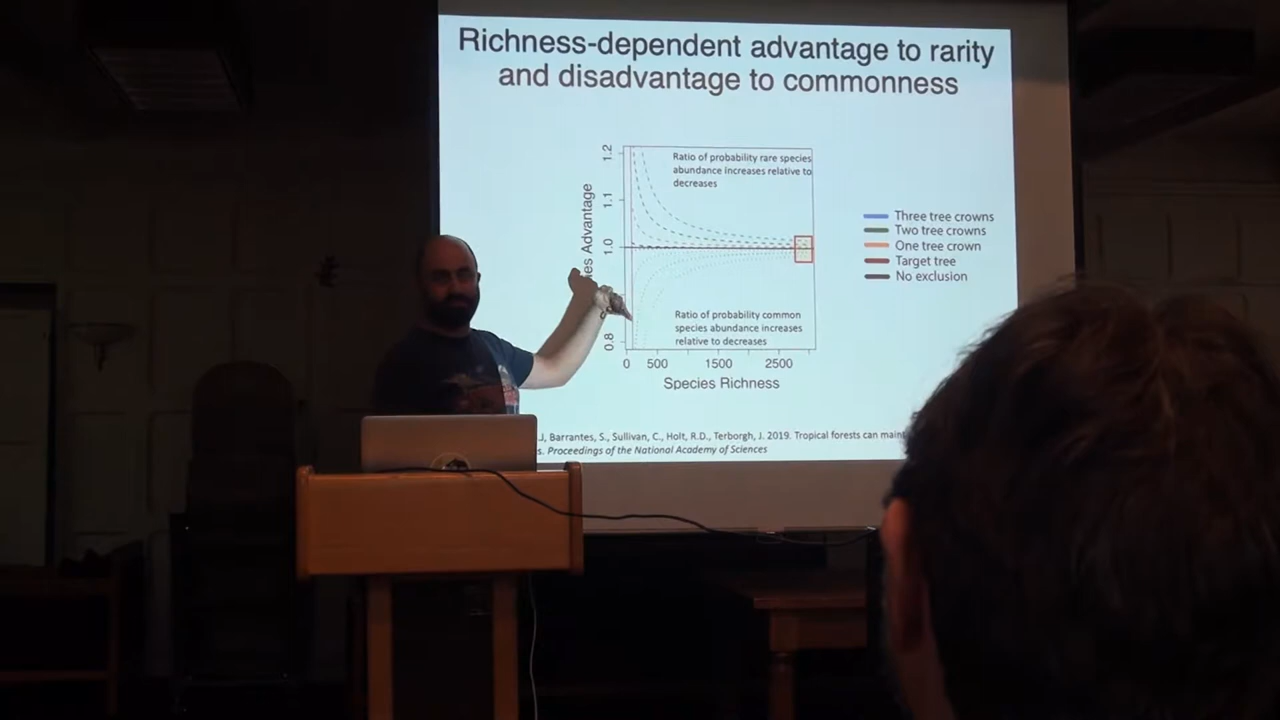 Richness-dependent advantage to rarity
and disadvantage to commonness
1.2
1.1
1.0
0.8
es Advantage
Ratio of probability rare species
abundance increases relative to
decreases
Ratio of probability common
species abundance increases
relative to decreases
0 500 1500 2500
Species Richness
Three tree crowns
Two tree crowns
One tree crown
Target tree
No exclusion
J, Barrantes, S., Sullivan, C., Holt, R.D., Terborgh, J. 2019. Tropical forests can maint
s. Proceedings of the National Academy of Sciences